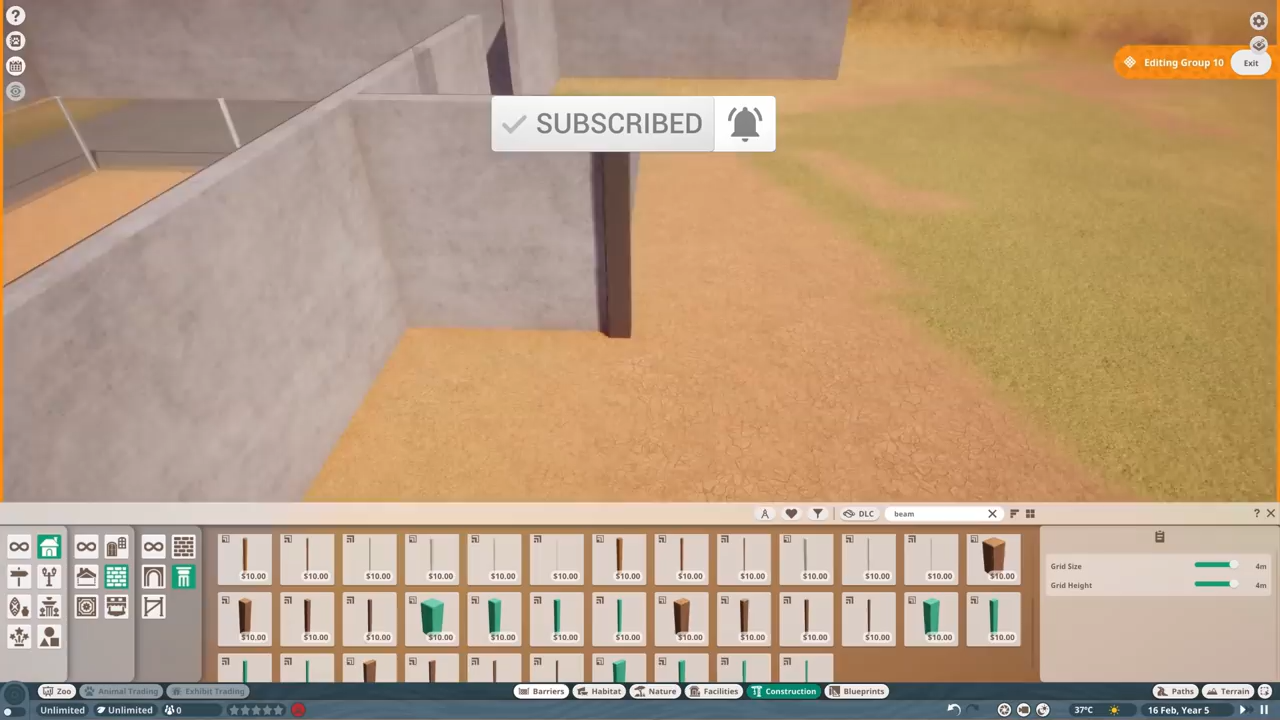 ?
Editing Group 10
Exit
SUBSCRIBED
DLC
beam
?
$10.00 $10.00 $10.00 $10.00 $10.00 $10.00 $10.00 $10.00 $10.00 $10.00 $10.00 $10.00 $10.00
$10.00 $10.00 $10.00 $10.00 $10.00 $10.00 $10.00 $10.00 $10.00 $10.00 $10.00 $10.00 $10.00
Grid Size 4m
Grid Height 4m
Zoo Animal Trading Exhibit Trading Barriers Habitat Nature Facilities Construction Blueprints Paths Terrain
Unlimited Unlimited 0 37°C 16 Feb, Year 5